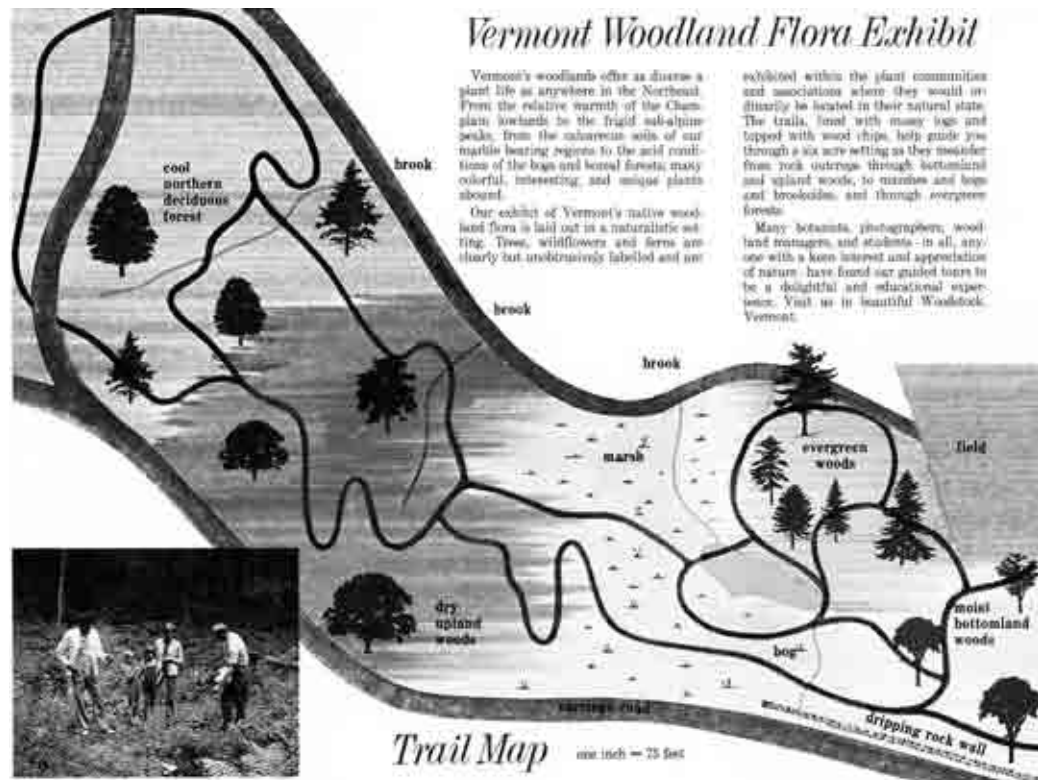 Vermont Woodland Flora Exhibit
Vermont's woodlands offer as diverse a
plant life as anywhere in the Northeast.
From the relative warmth of the Cham-
plain lowlands to the frigid sub-alpine
peaks, from the calcareous soils of our
marble bearing regions to the acid condi-
tions of the bogs and boreal forests; many
colorful, interesting, and unique plants
abound.
Our exhibit of Vermont's native wood-
land flora is laid out in a naturalistic set-
ting. Trees, wildflowers and ferns are
clearly but unobtrusively labelled and are
exhibited within the plant communities
and associations where they would or-
dinarily be located in their natural state.
The trails, lined with mossy logs and
topped with wood chips, help guide you
through a six acre setting as they meander
from rock outcrops through bottomland
and upland woods, to marshes and bogs
and brooksides, and through evergreen
forests.
Many botanists, photographers, wood-
land managers, and students - in all, any-
one with a keen interest and appreciation
of nature - have found our guided tours to
be a delightful and educational exper-
ience. Visit us in beautiful Woodstock,
Vermont.
brook
cool
northern
deciduous
forest
brook
brook
marsh
evergreen
woods
field
dry
upland
woods
moist
bottomland
woods
bog
carriage road
dripping rock wall
Trail Map
one inch = 75 feet